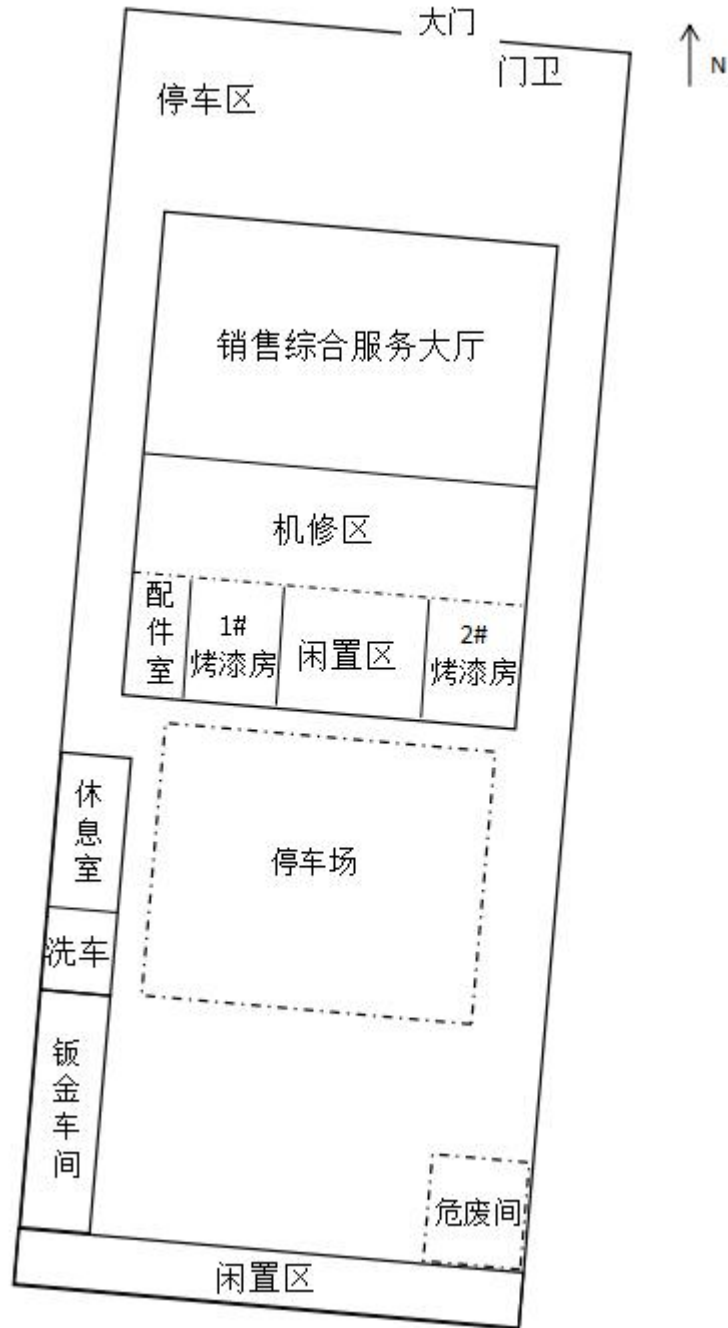 大门
门卫
N
停车区
销售综合服务大厅
机修区
配
件
室
1#
烤漆房
闲置区
2#
烤漆房
休
息
室
停车场
洗车
钣
金
车
间
危废间
闲置区